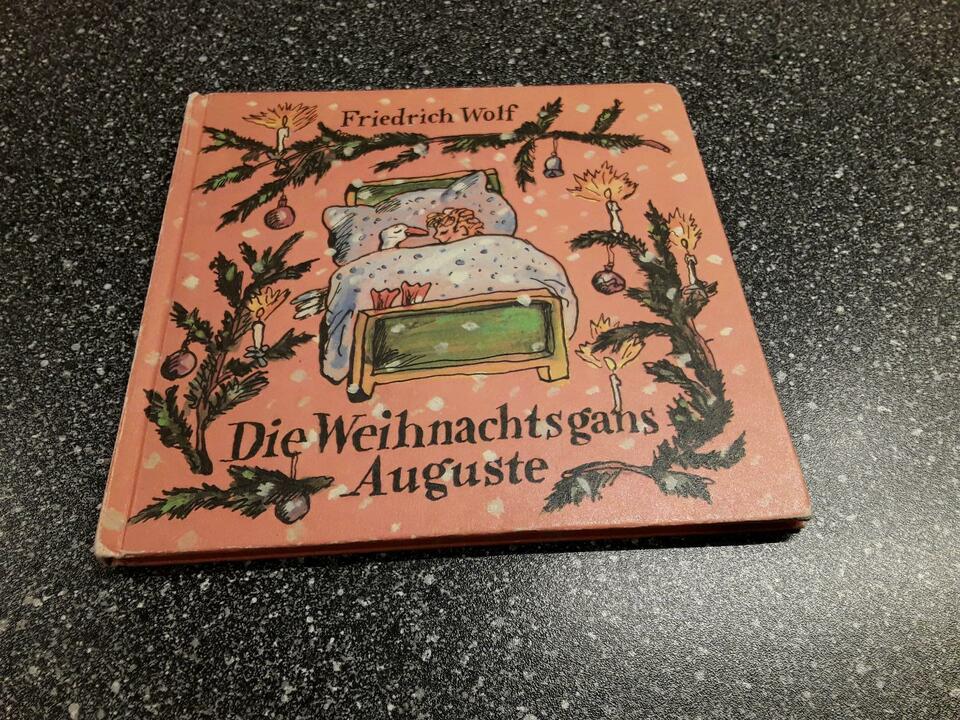 Friedrich Wolf
Die Weihnachtsgans
Auguste